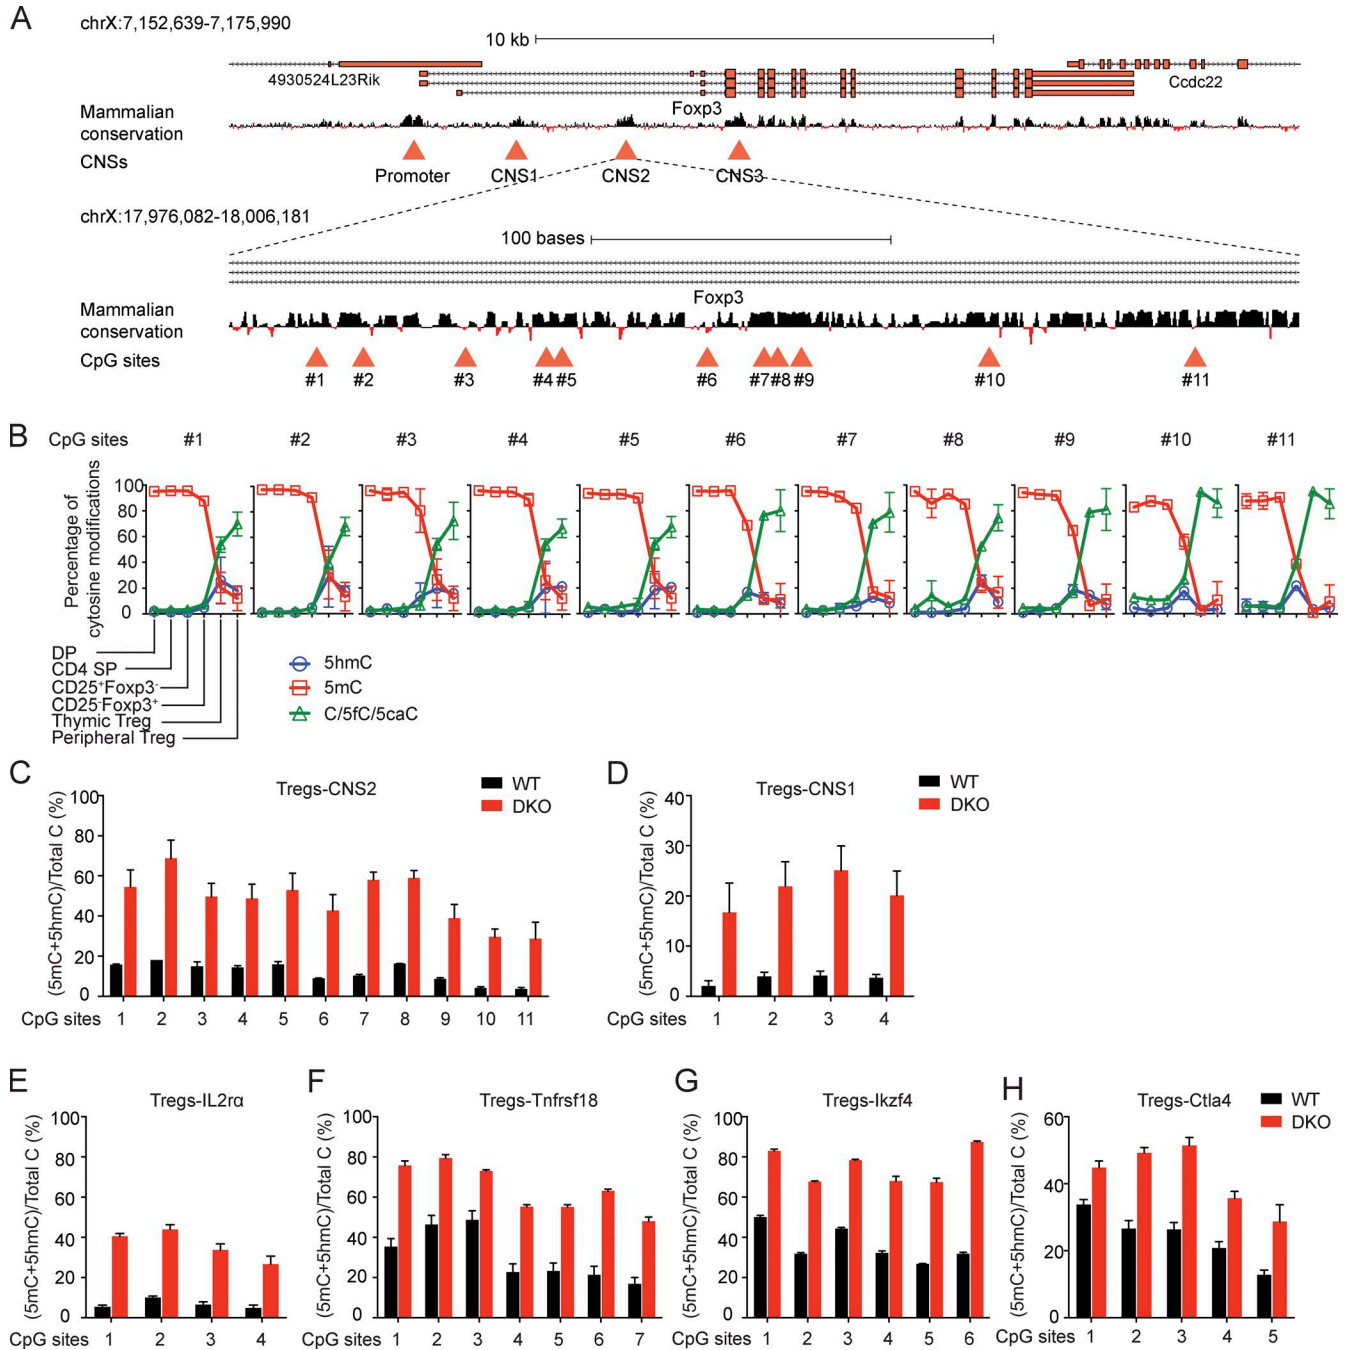 A
chrX:7,152,639-7,175,990
10 kb
4930524L23Rik
Ccdc22
Foxp3
Mammalian
conservation
CNSs
Promoter CNS1 CNS2 CNS3
chrX:17,976,082-18,006,181
100 bases
Foxp3
Mammalian
conservation
CpG sites
#1 #2 #3 #4 #5 #6 #7 #8 #9 #10 #11
B
CpG sites #1 #2 #3 #4 #5 #6 #7 #8 #9 #10 #11
Percentage of
cytosine modifications
100
80
60
40
20
0
DP
CD4 SP
CD25+Foxp3-
CD25-Foxp3+
Thymic Treg
Peripheral Treg
5hmC
5mC
C/5fC/5caC
C
Tregs-CNS2
WT
DKO
(5mC+5hmC)/Total C (%)
100
80
60
40
20
0
CpG sites 1 2 3 4 5 6 7 8 9 10 11
D
Tregs-CNS1
WT
DKO
(5mC+5hmC)/Total C (%)
40
30
20
10
0
CpG sites 1 2 3 4
E
Tregs-IL2rα
(5mC+5hmC)/Total C (%)
100
80
60
40
20
0
CpG sites 1 2 3 4
F
Tregs-Tnfrsf18
(5mC+5hmC)/Total C (%)
100
80
60
40
20
0
CpG sites 1 2 3 4 5 6 7
G
Tregs-Ikzf4
(5mC+5hmC)/Total C (%)
100
80
60
40
20
0
CpG sites 1 2 3 4 5 6
H
Tregs-Ctla4
WT
DKO
(5mC+5hmC)/Total C (%)
60
40
20
0
CpG sites 1 2 3 4 5